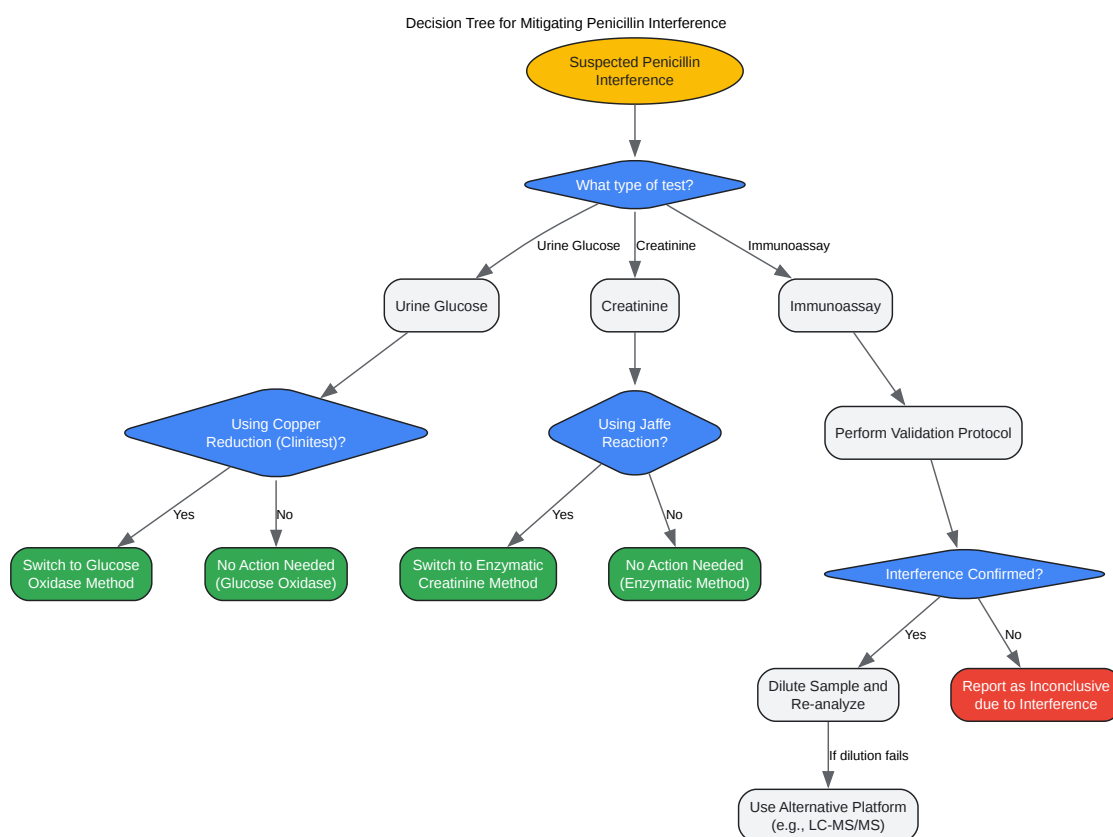 Decision Tree for Mitigating Penicillin Interference
Suspected Penicillin
Interference
What type of test?
Urine Glucose
Creatinine
Immunoassay
Urine Glucose
Creatinine
Immunoassay
Using Copper
Reduction (Clinitest)?
Using Jaffe
Reaction?
Perform Validation Protocol
Yes
No
Yes
No
Switch to Glucose
Oxidase Method
No Action Needed
(Glucose Oxidase)
Switch to Enzymatic
Creatinine Method
No Action Needed
(Enzymatic Method)
Interference Confirmed?
Yes
No
Dilute Sample and
Re-analyze
Report as Inconclusive
due to Interference
If dilution fails
Use Alternative Platform
(e.g., LC-MS/MS)